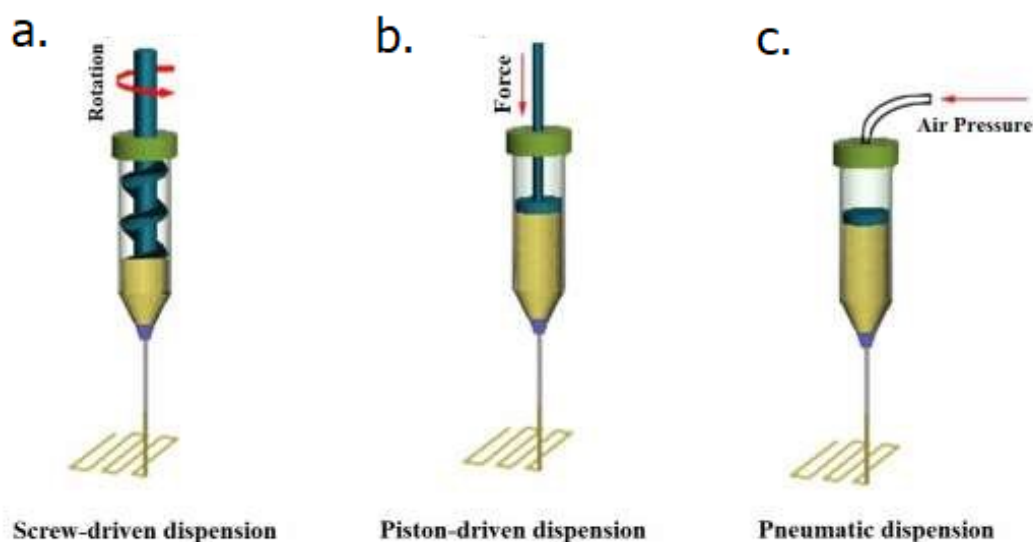 a.
b.
c.
Rotation
Force
Air Pressure
Screw-driven dispension
Piston-driven dispension
Pneumatic dispension